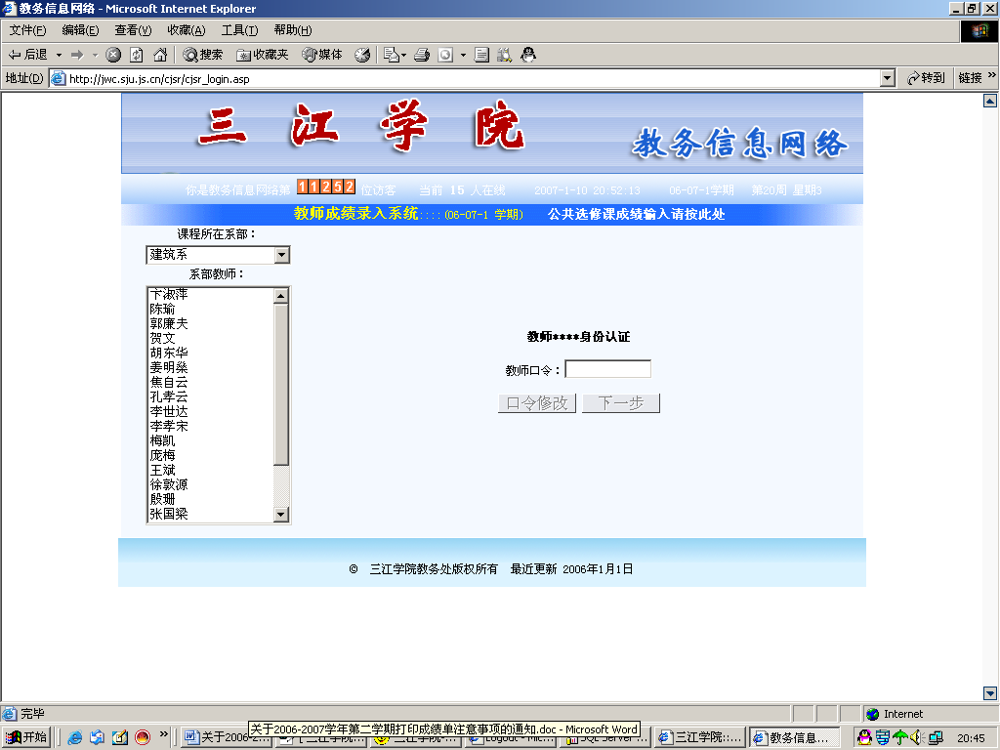 教务信息网络 - Microsoft Internet Explorer
文件(F) 编辑(E) 查看(V) 收藏(A) 工具(T) 帮助(H)
后退 搜索 收藏夹 媒体
地址(D) http://jwc.sju.js.cn/cjsr/cjsr_login.asp 转到 链接 »
三江学院
教务信息网络
你是教务信息网络第 11252 位访客 当前 15 人在线 2007-1-10 20:52:13 06-07-1学期 第20周 星期3
教师成绩录入系统::::(06-07-1 学期) 公共选修课成绩输入请按此处
课程所在系部：
建筑系
系部教师：
卞淑萍
陈瑜
郭廉夫
贺文
胡东华
姜明燊
焦自云
孔孝云
李世达
李孝宋
梅凯
庞梅
王斌
徐敦源
殷珊
张国梁
教师****身份认证
教师口令：
口令修改 下一步
© 三江学院教务处版权所有 最近更新 2006年1月1日
完毕 Internet
关于2006-2007学年第二学期打印成绩单注意事项的通知.doc - Microsoft Word
开始 » 关于2006-2... 三江学院:... 教务信息... 20:45